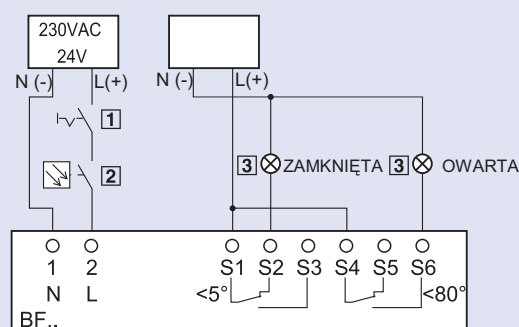 230VAC
24V
N (-) L(+) N (-) L(+)
1
2
3 ZAMKNIĘTA 3 OWARTA
1 2 S1 S2 S3 S4 S5 S6
N L <5° <80°
BF..